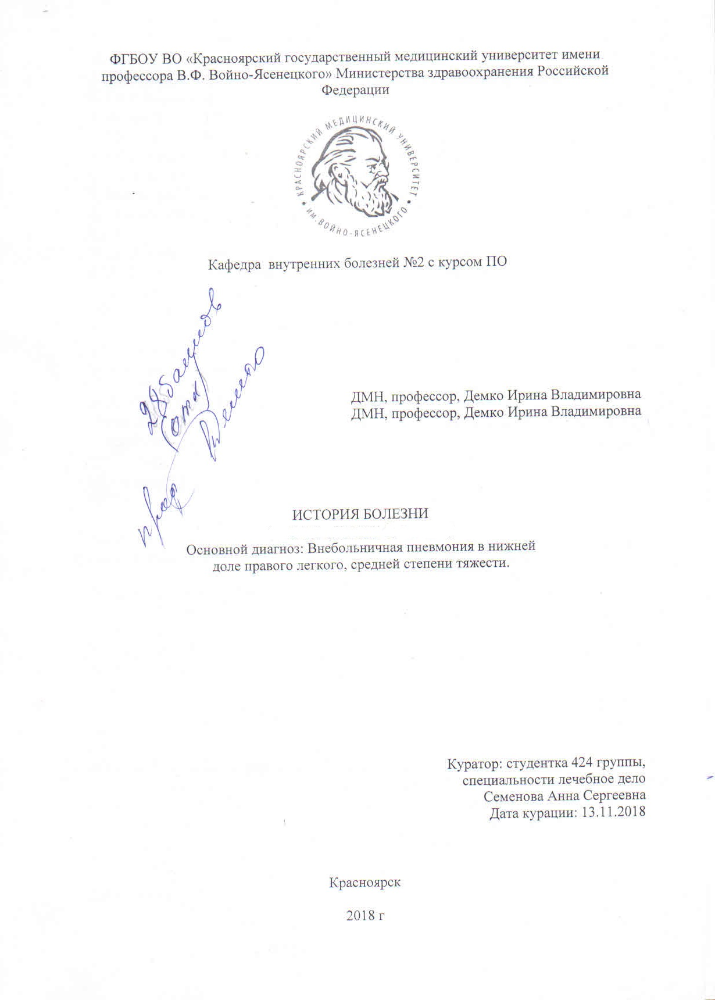 ФГБОУ ВО «Красноярский государственный медицинский университет имени
профессора В.Ф. Войно-Ясенецкого» Министерства здравоохранения Российской
Федерации
КРАСНОЯРСКИЙ МЕДИЦИНСКИЙ УНИВЕРСИТЕТ
• ИМ.ВОЙНО-ЯСЕНЕЦКОГО •
Кафедра внутренних болезней №2 с курсом ПО
28 баллов
(отл)
проф Демко
ДМН, профессор, Демко Ирина Владимировна
ДМН, профессор, Демко Ирина Владимировна
ИСТОРИЯ БОЛЕЗНИ
Основной диагноз: Внебольничная пневмония в нижней
доле правого легкого, средней степени тяжести.
Куратор: студентка 424 группы,
специальности лечебное дело
Семенова Анна Сергеевна
Дата курации: 13.11.2018
Красноярск
2018 г